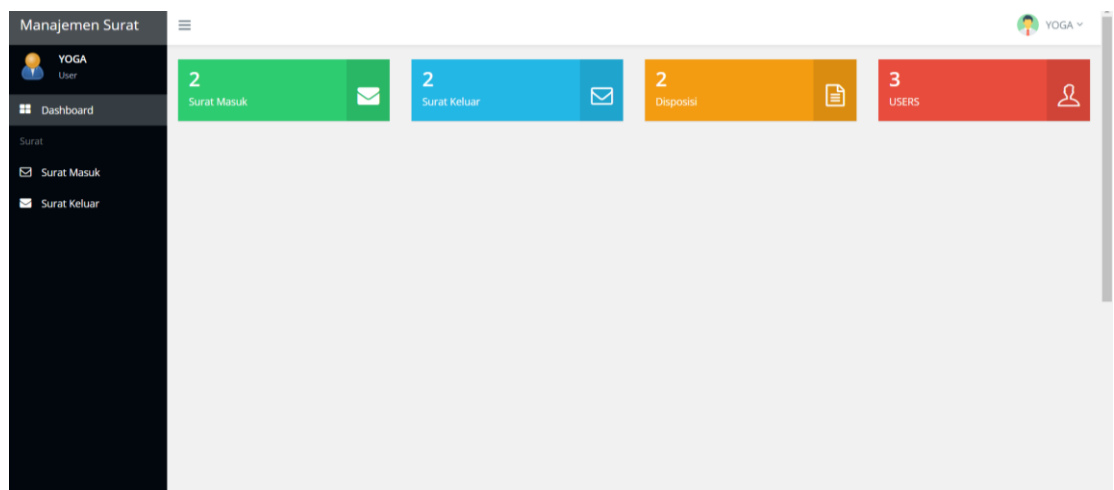 Manajemen Surat
YOGA
YOGA
User
Dashboard
Surat
Surat Masuk
Surat Keluar
2
Surat Masuk
2
Surat Keluar
2
Disposisi
3
USERS